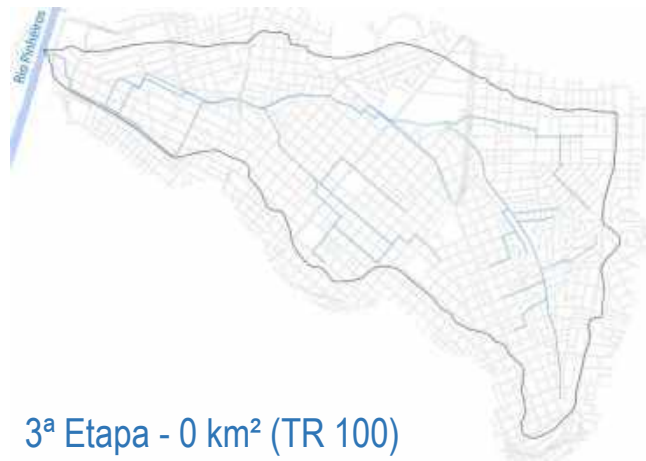 Rio Pinheiros
3ª Etapa - 0 km² (TR 100)